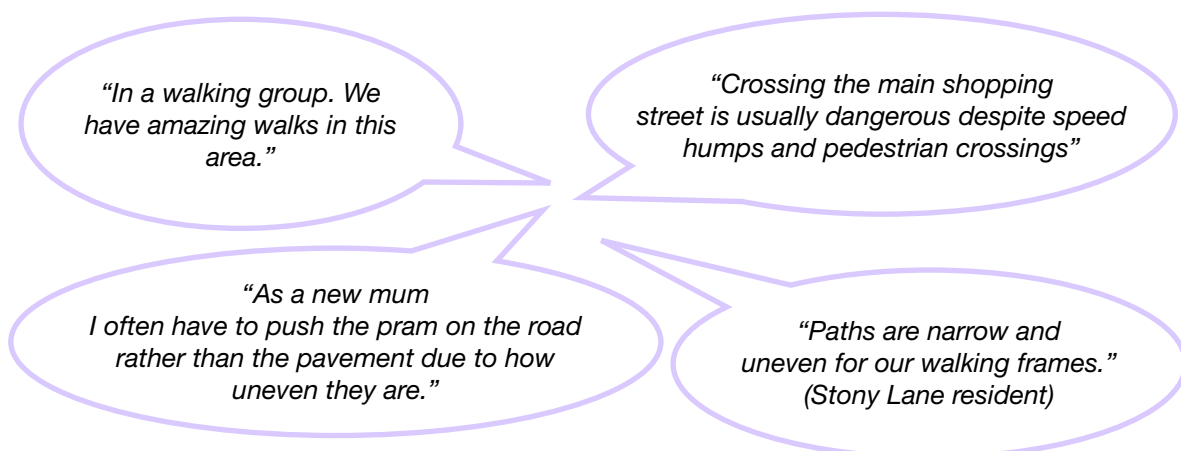 “In a walking group. We
have amazing walks in this
area.”
“Crossing the main shopping
street is usually dangerous despite speed
humps and pedestrian crossings”
“As a new mum
I often have to push the pram on the road
rather than the pavement due to how
uneven they are.”
“Paths are narrow and
uneven for our walking frames.”
(Stony Lane resident)